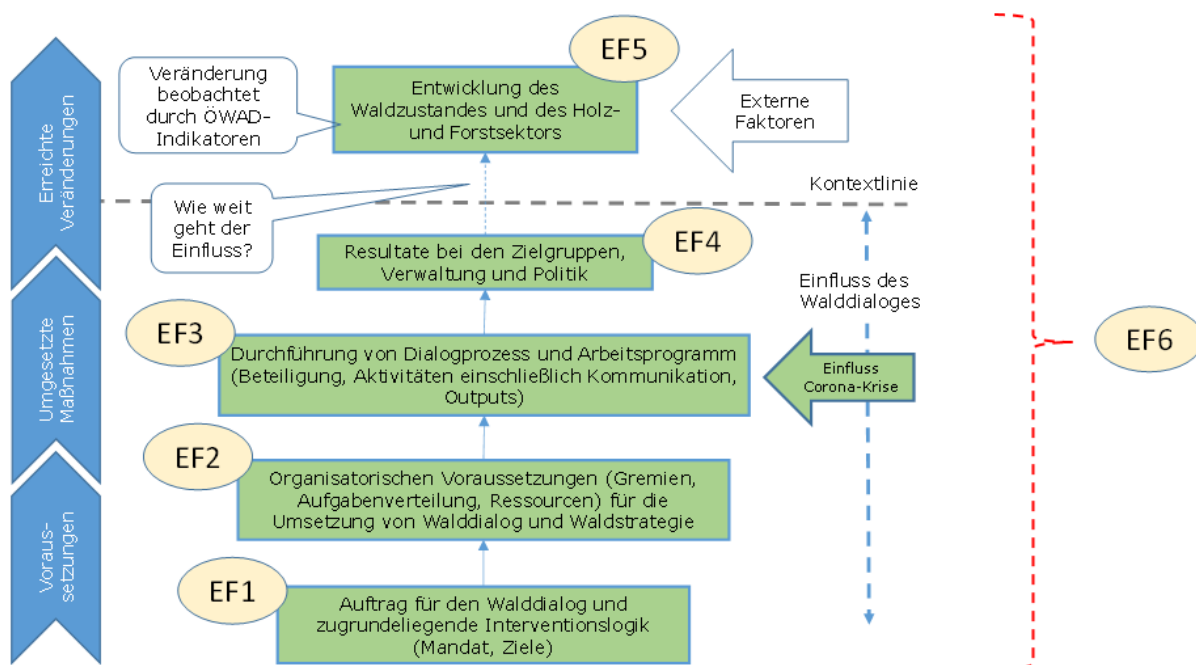 EF5
Veränderung
beobachtet
durch ÖWAD-
Indikatoren
Entwicklung des
Waldzustandes und des Holz-
und Forstsektors
Externe
Faktoren
Erreichte
Veränderungen
Kontextlinie
Wie weit
geht der
Einfluss?
EF4
Resultate bei den Zielgruppen,
Verwaltung und Politik
Einfluss des
Walddialoges
Umgesetzte
Maßnahmen
EF3
Durchführung von Dialogprozess und Arbeitsprogramm
(Beteiligung, Aktivitäten einschließlich Kommunikation,
Outputs)
Einfluss
Corona-Krise
EF6
EF2
Organisatorischen Voraussetzungen (Gremien,
Aufgabenverteilung, Ressourcen) für die
Umsetzung von Walddialog und Waldstrategie
Voraus-
setzungen
EF1
Auftrag für den Walddialog und
zugrundeliegende Interventionslogik
(Mandat, Ziele)